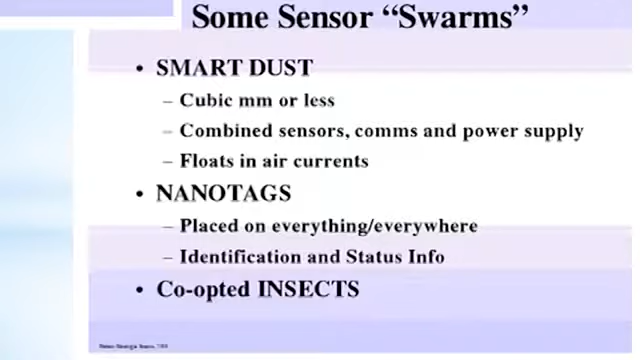 Some Sensor “Swarms”
• SMART DUST
– Cubic mm or less
– Combined sensors, comms and power supply
– Floats in air currents
• NANOTAGS
– Placed on everything/everywhere
– Identification and Status Info
• Co-opted INSECTS